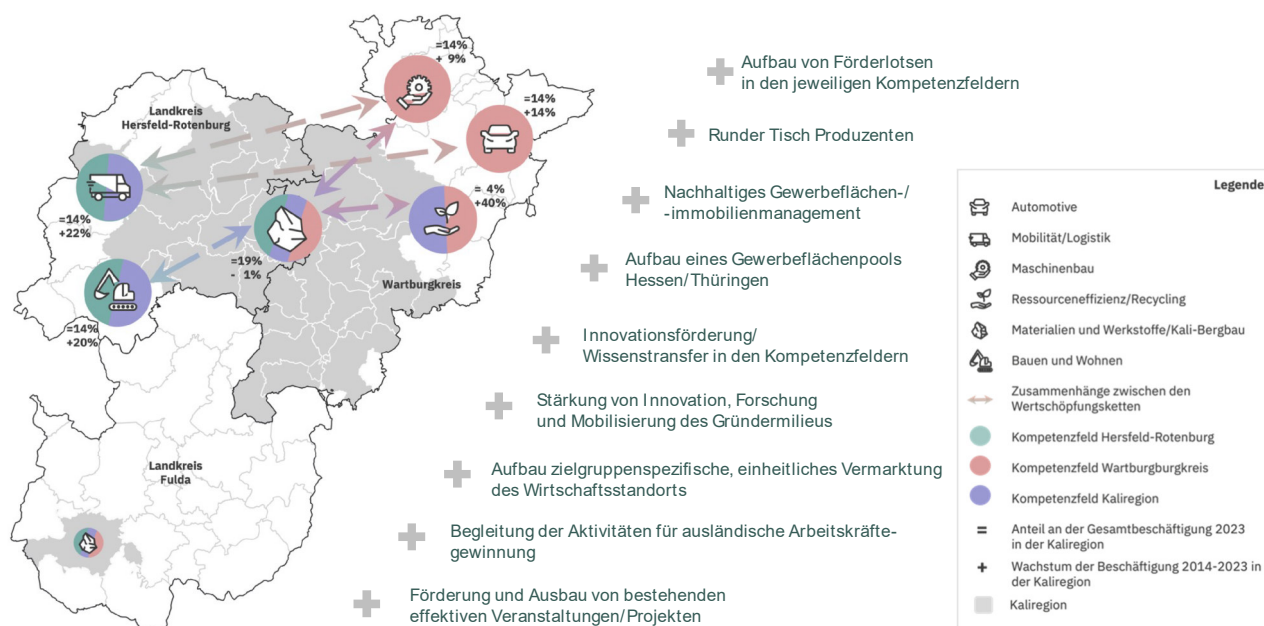 =14%
+ 9%
=14%
+14%
Landkreis
Hersfeld-Rotenburg
=14%
+22%
= 4%
+40%
=19%
- 1%
Wartburgkreis
=14%
+20%
Landkreis
Fulda
Aufbau von Förderlotsen
in den jeweiligen Kompetenzfeldern
Runder Tisch Produzenten
Nachhaltiges Gewerbeflächen-/
-immobilienmanagement
Aufbau eines Gewerbeflächenpools
Hessen/Thüringen
Innovationsförderung/
Wissenstransfer in den Kompetenzfeldern
Stärkung von Innovation, Forschung
und Mobilisierung des Gründermilieus
Aufbau zielgruppenspezifische, einheitliches Vermarktung
des Wirtschaftsstandorts
Begleitung der Aktivitäten für ausländische Arbeitskräfte-
gewinnung
Förderung und Ausbau von bestehenden
effektiven Veranstaltungen/Projekten
Legende
Automotive
Mobilität/Logistik
Maschinenbau
Ressourceneffizienz/Recycling
Materialien und Werkstoffe/Kali-Bergbau
Bauen und Wohnen
Zusammenhänge zwischen den
Wertschöpfungsketten
Kompetenzfeld Hersfeld-Rotenburg
Kompetenzfeld Wartburgburgkreis
Kompetenzfeld Kaliregion
= Anteil an der Gesamtbeschäftigung 2023
in der Kaliregion
+ Wachstum der Beschäftigung 2014-2023 in
der Kaliregion
Kaliregion